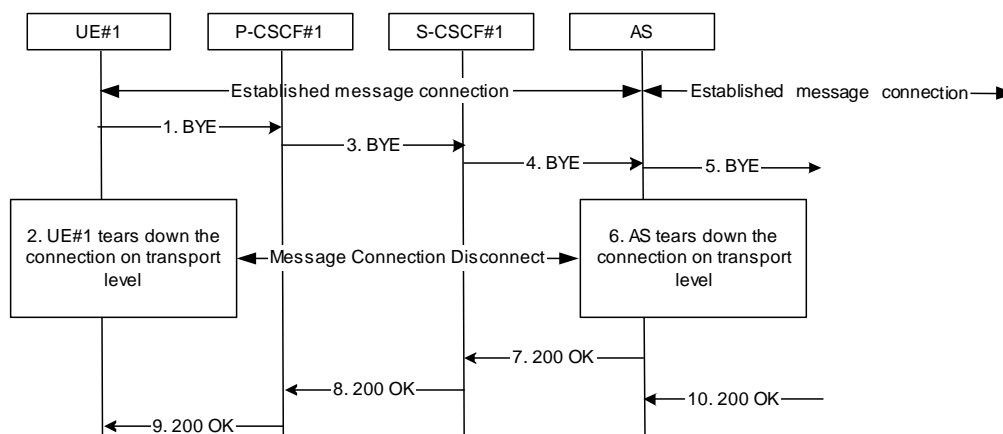 UE#1
P-CSCF#1
S-CSCF#1
AS
Established message connection
Established message connection
1. BYE
3. BYE
4. BYE
5. BYE
2. UE#1 tears down the
connection on transport
level
Message Connection Disconnect
6. AS tears down the
connection on transport
level
7. 200 OK
8. 200 OK
10. 200 OK
9. 200 OK